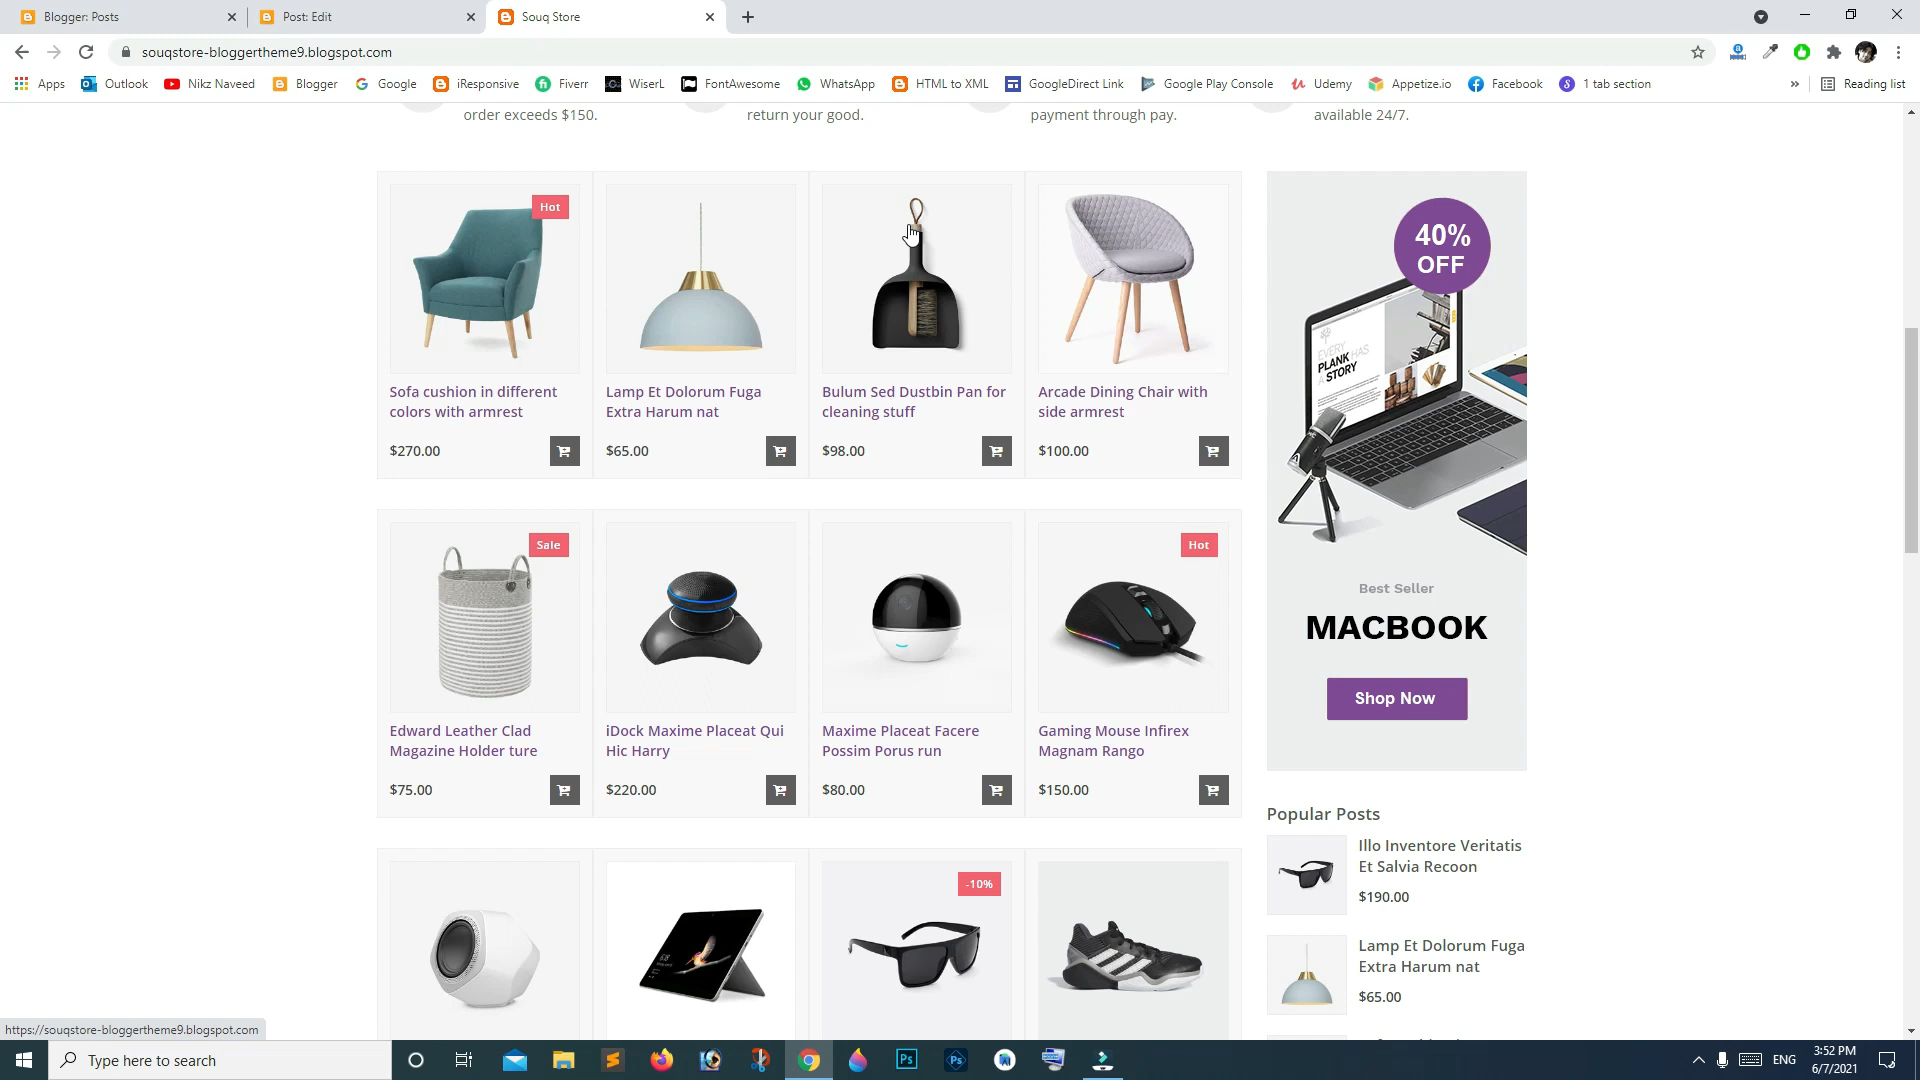 Blogger: Posts
Post: Edit
Souq Store
souqstore-bloggertheme9.blogspot.com
Apps
Outlook
Nikz Naveed
Blogger
Google
iResponsive
Fiverr
WiserL
FontAwesome
WhatsApp
HTML to XML
GoogleDirect Link
Google Play Console
Udemy
Appetize.io
Facebook
1 tab section
»
Reading list
order exceeds $150.
return your good.
payment through pay.
available 24/7.
Hot
Sofa cushion in different
colors with armrest
$270.00
Lamp Et Dolorum Fuga
Extra Harum nat
$65.00
Bulum Sed Dustbin Pan for
cleaning stuff
$98.00
Arcade Dining Chair with
side armrest
$100.00
Sale
Edward Leather Clad
Magazine Holder ture
$75.00
iDock Maxime Placeat Qui
Hic Harry
$220.00
Maxime Placeat Facere
Possim Porus run
$80.00
Hot
Gaming Mouse Infirex
Magnam Rango
$150.00
-10%
40%
OFF
EVERY
PLANK HAS
A STORY
Best Seller
MACBOOK
Shop Now
Popular Posts
Illo Inventore Veritatis
Et Salvia Recoon
$190.00
Lamp Et Dolorum Fuga
Extra Harum nat
$65.00
https://souqstore-bloggertheme9.blogspot.com
Type here to search
Ps
Ps
ENG
3:52 PM
6/7/2021